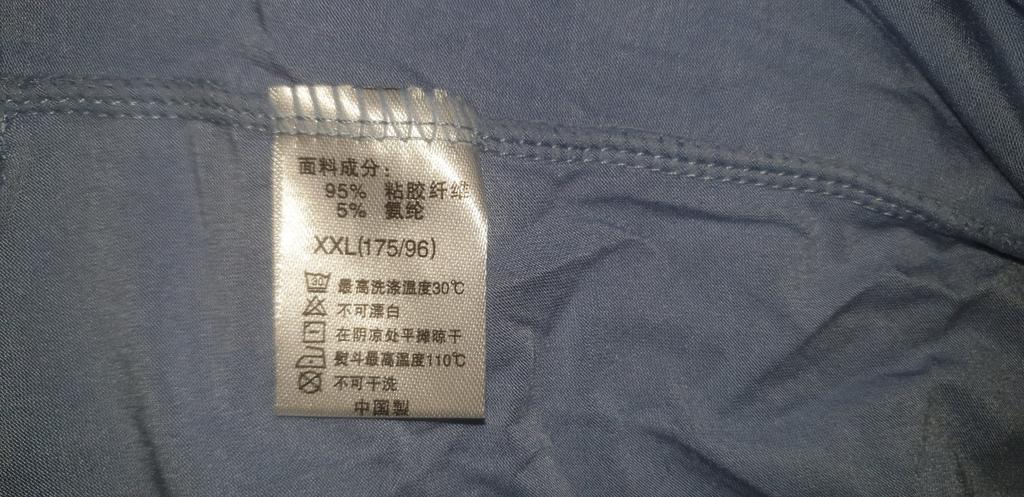 面料成分：
95% 粘胶纤维
5% 氨纶
XXL(175/96)
30 最高洗涤温度30℃
不可漂白
在阴凉处平摊晾干
熨斗最高温度110℃
不可干洗
中国製